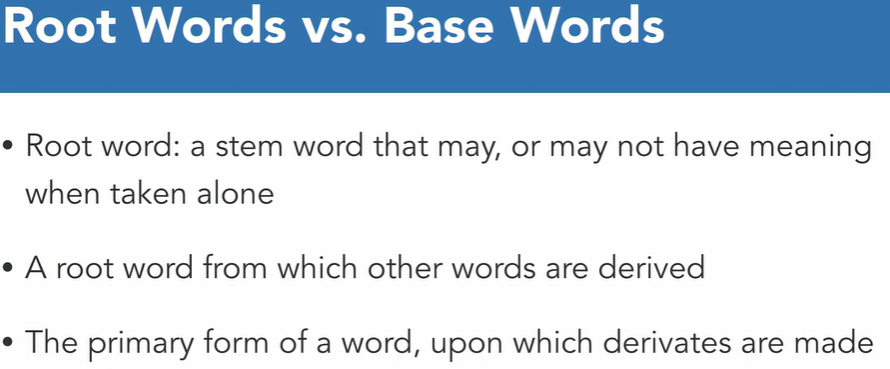 Root Words vs. Base Words
• Root word: a stem word that may, or may not have meaning
when taken alone
• A root word from which other words are derived
• The primary form of a word, upon which derivates are made